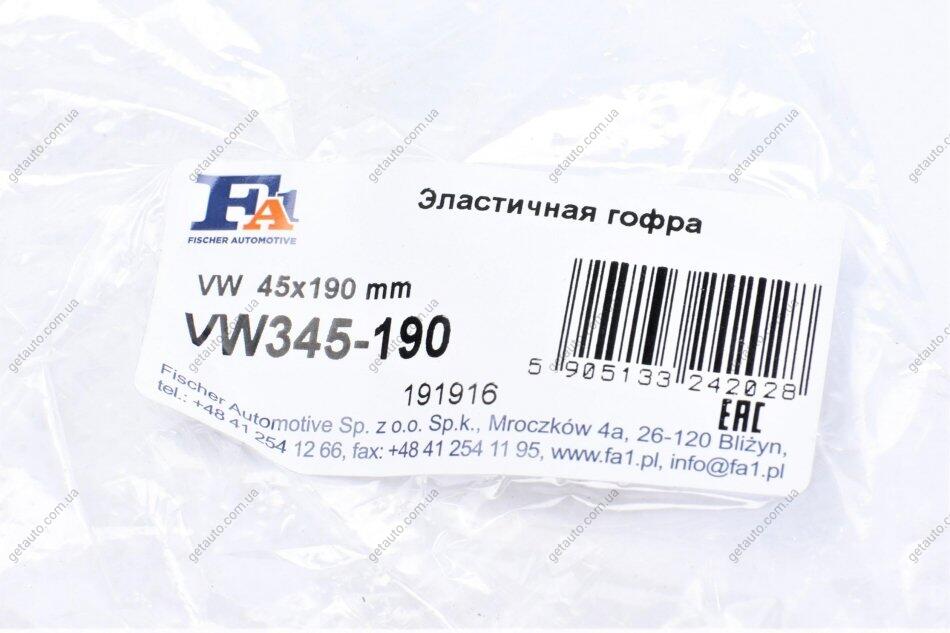 FA1
FISCHER AUTOMOTIVE
Эластичная гофра
VW 45x190 mm
VW345-190
5 905133 242028
191916
EAC
Fischer Automotive Sp. z o.o. Sp.k., Mroczków 4a, 26-120 Bliżyn,
tel.: +48 41 254 12 66, fax: +48 41 254 11 95, www.fa1.pl, info@fa1.pl
getauto.com.ua